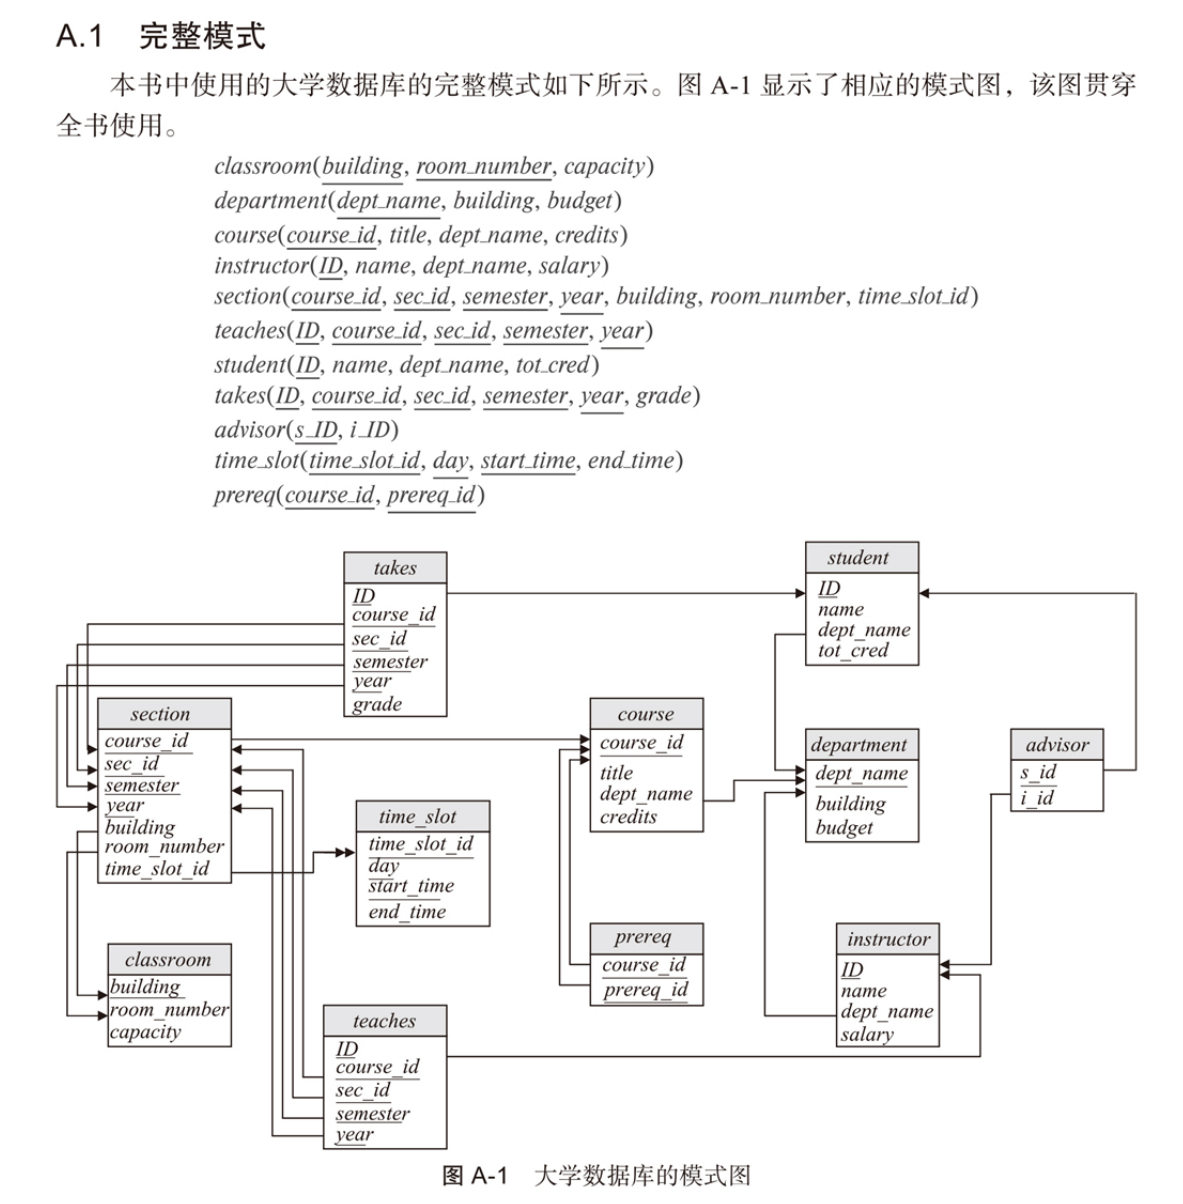 A.1 完整模式
本书中使用的大学数据库的完整模式如下所示。图 A-1 显示了相应的模式图，该图贯穿
全书使用。
classroom(building, room_number, capacity)
department(dept_name, building, budget)
course(course_id, title, dept_name, credits)
instructor(ID, name, dept_name, salary)
section(course_id, sec_id, semester, year, building, room_number, time_slot_id)
teaches(ID, course_id, sec_id, semester, year)
student(ID, name, dept_name, tot_cred)
takes(ID, course_id, sec_id, semester, year, grade)
advisor(s_ID, i_ID)
time_slot(time_slot_id, day, start_time, end_time)
prereq(course_id, prereq_id)
takes
ID
course_id
sec_id
semester
year
grade
student
ID
name
dept_name
tot_cred
section
course_id
sec_id
semester
year
building
room_number
time_slot_id
course
course_id
title
dept_name
credits
department
dept_name
building
budget
advisor
s_id
i_id
time_slot
time_slot_id
day
start_time
end_time
prereq
course_id
prereq_id
instructor
ID
name
dept_name
salary
classroom
building
room_number
capacity
teaches
ID
course_id
sec_id
semester
year
图 A-1 大学数据库的模式图